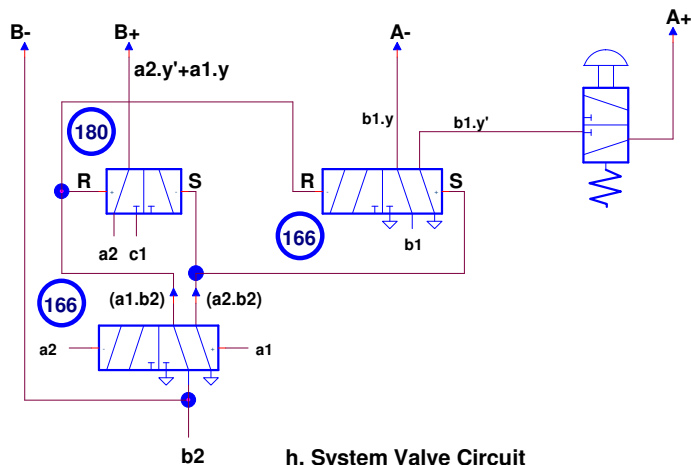 B- B+ A- A+
a2.y'+a1.y
b1.y b1.y'
180
R S R S
166
a2 c1 b1
166 (a1.b2) (a2.b2)
a2 a1
b2 h. System Valve Circuit